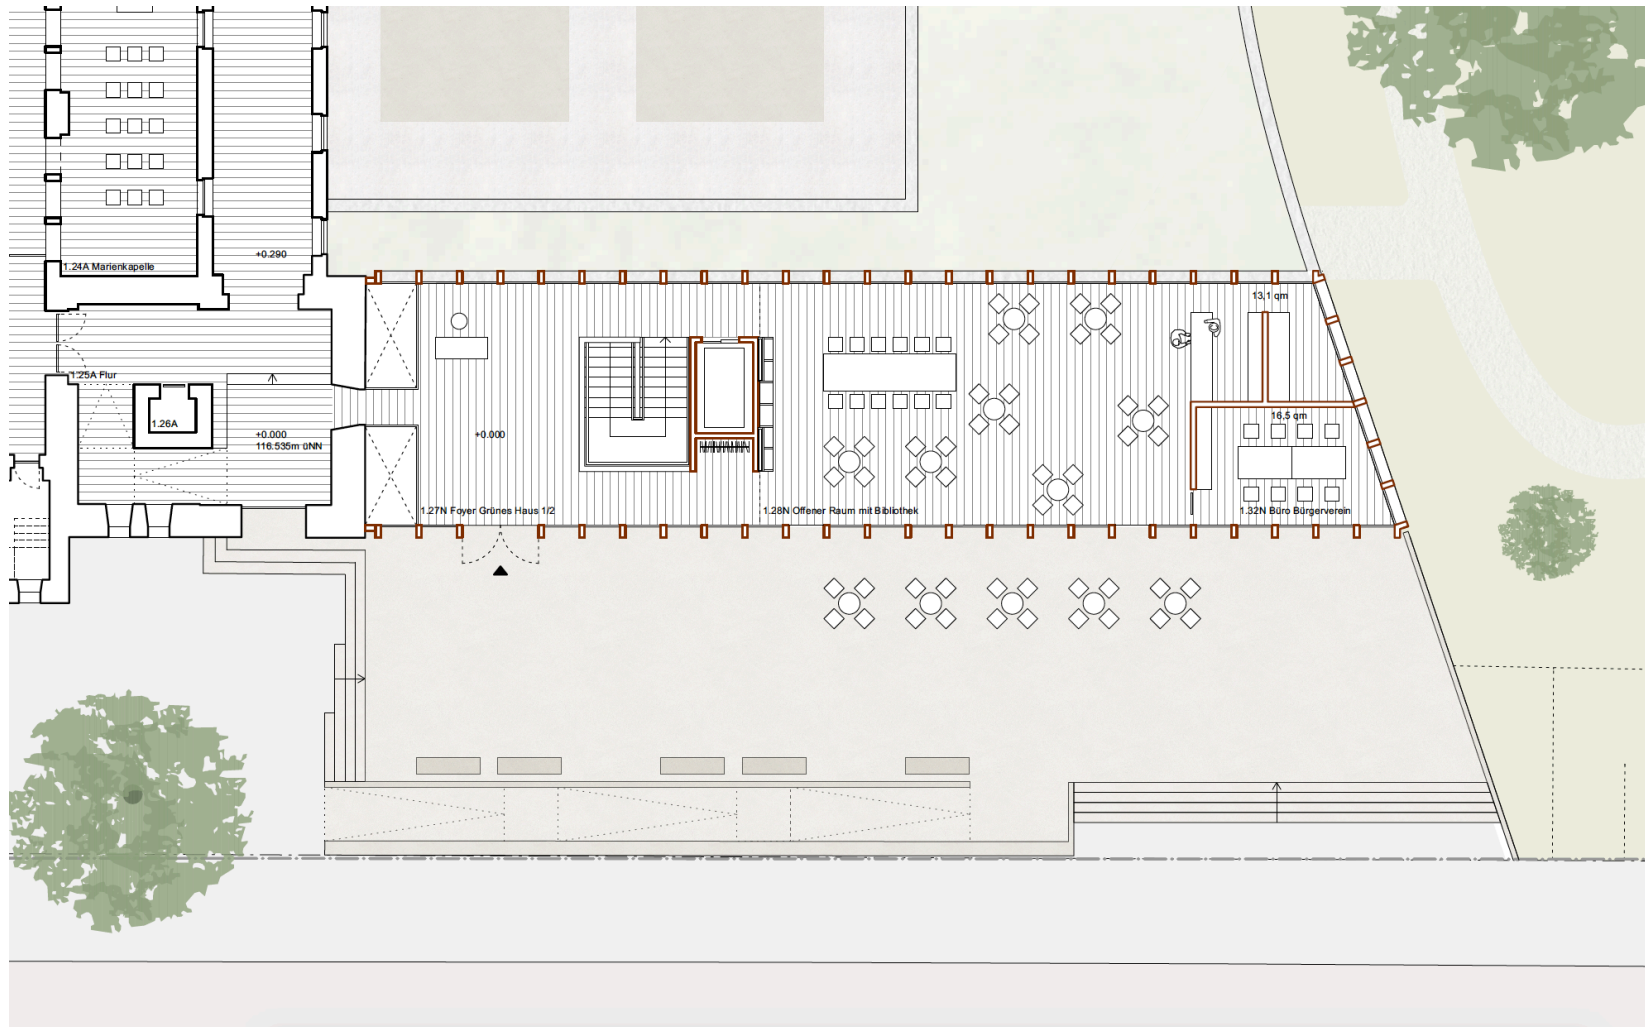 +0.290
1.24A Marienkapelle
13,1 qm
1.25A Flur
1.26A
16,5 qm
+0.000
116.535m üNN
+0.000
1.27N Foyer Grünes Haus 1/2
1.28N Offener Raum mit Bibliothek
1.32N Büro Bürgerverein